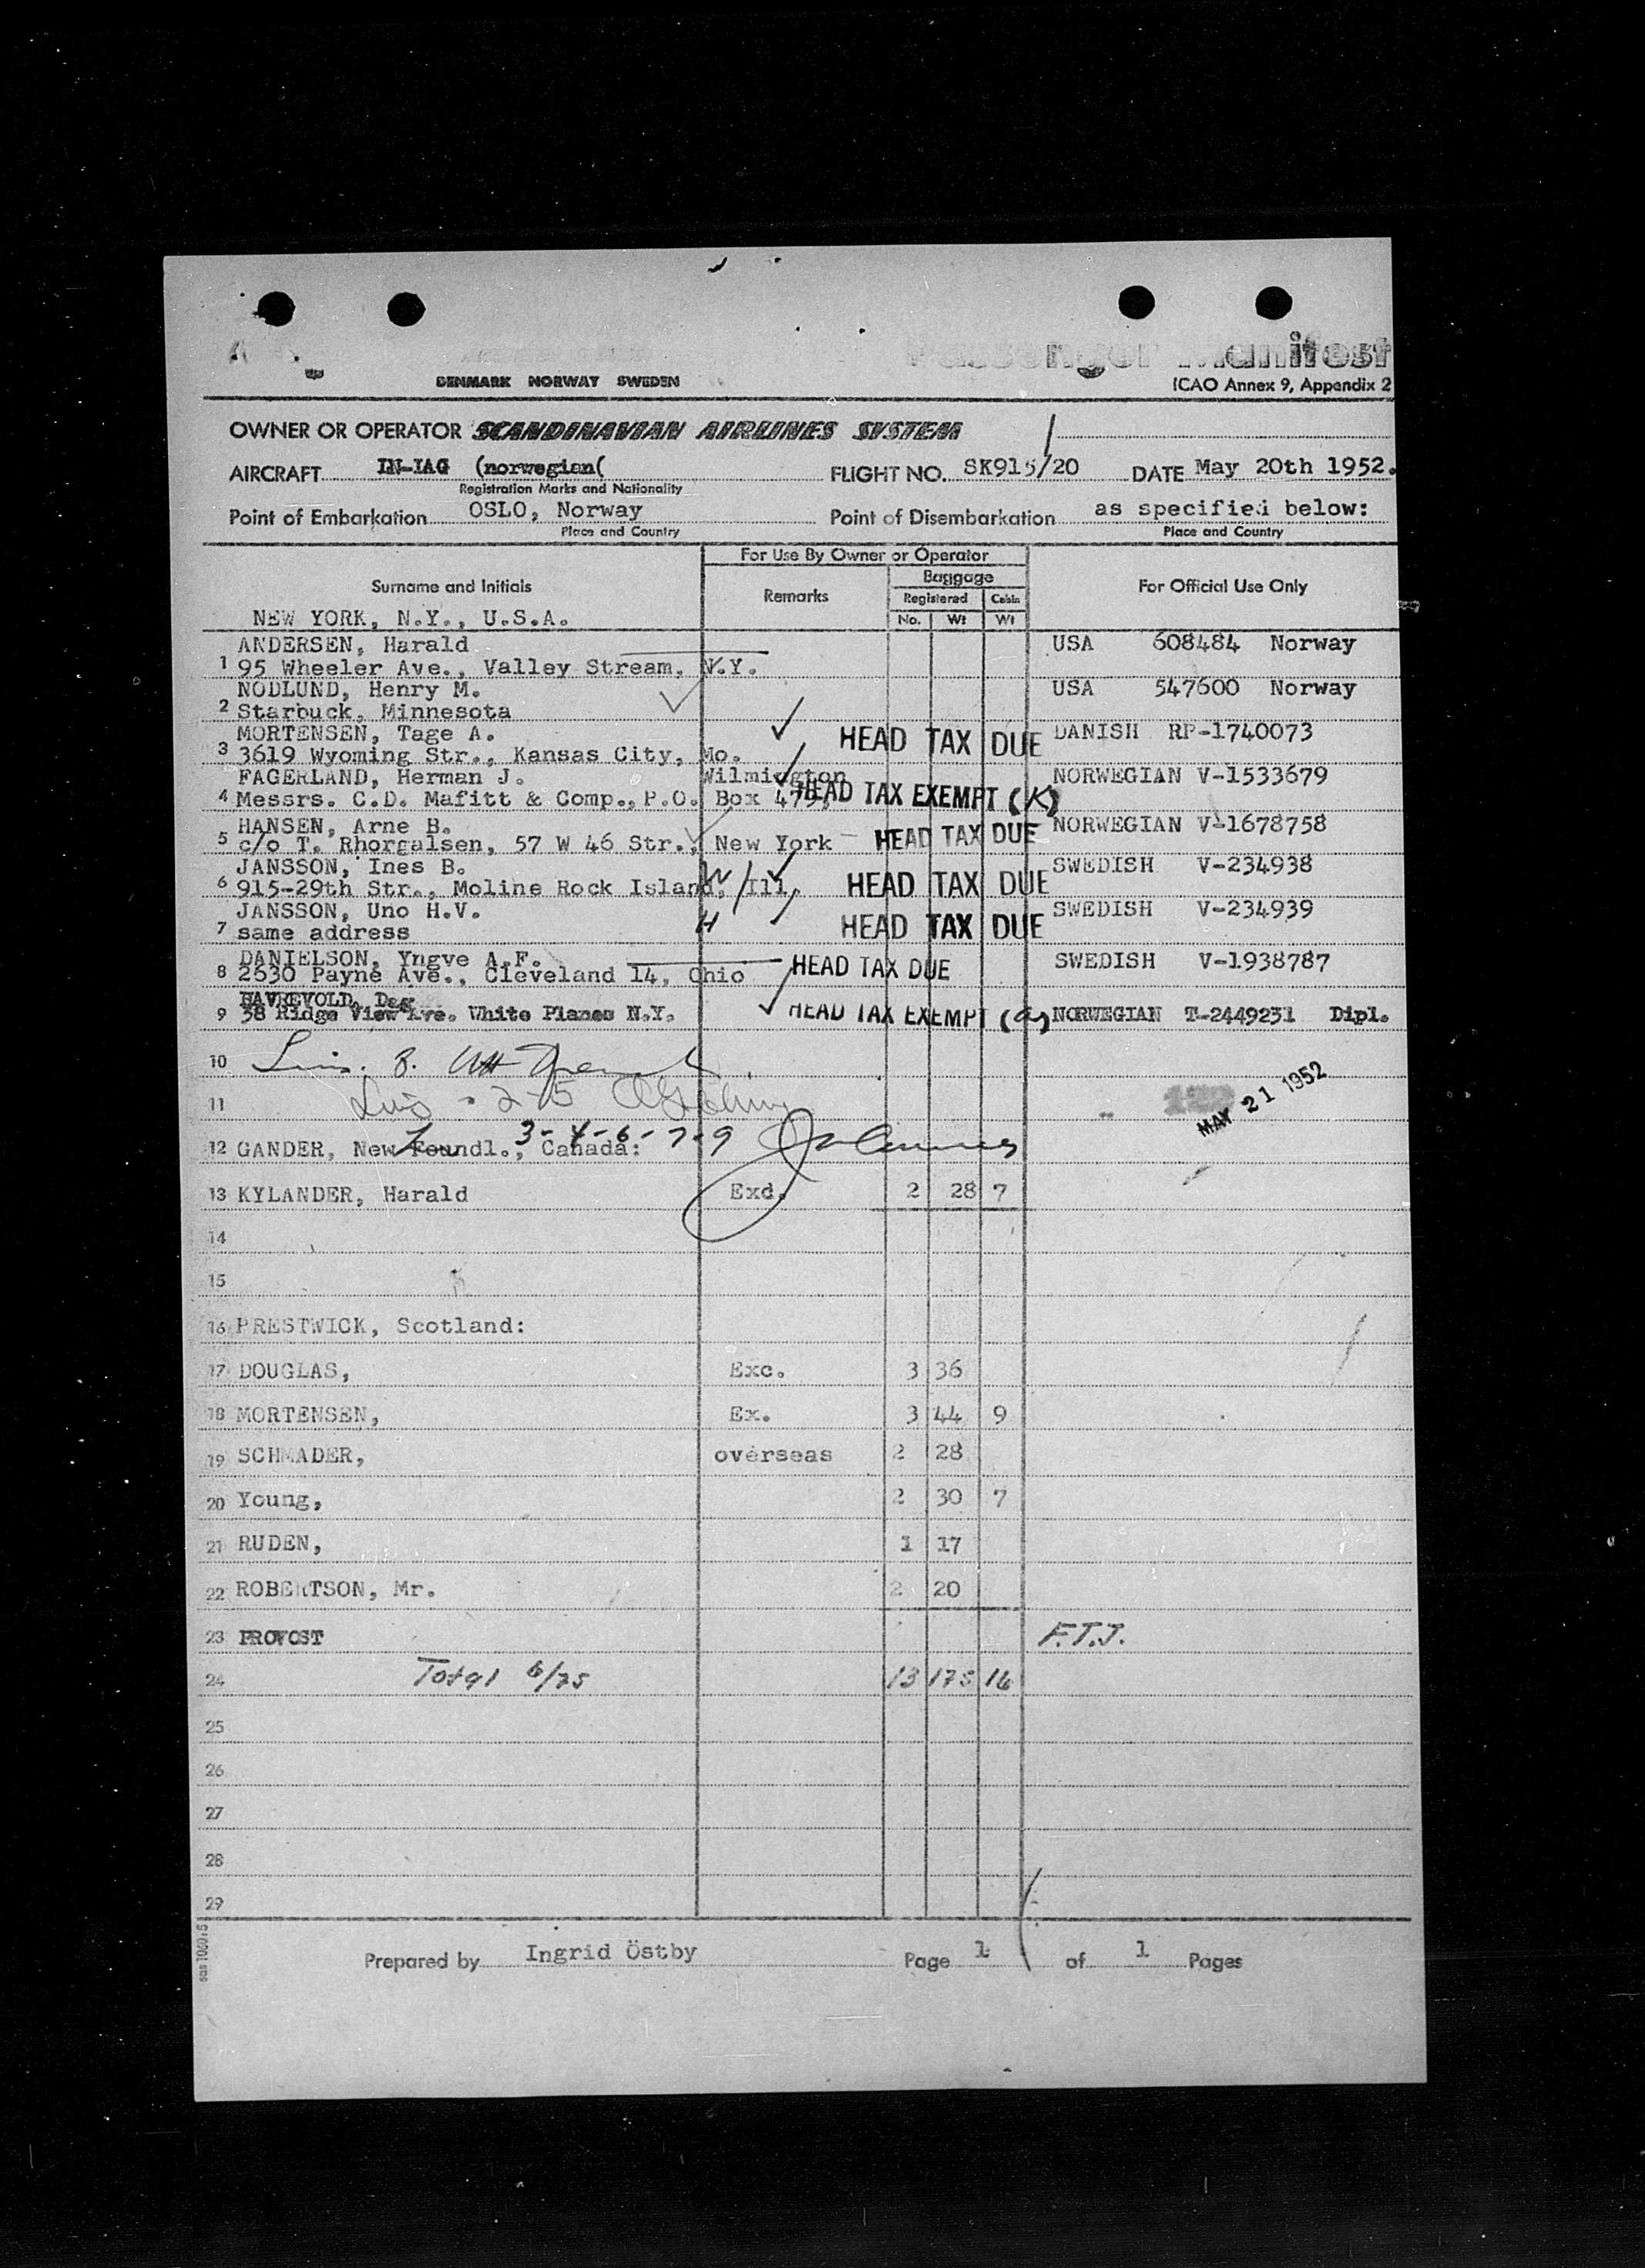 Passenger Manifest
DENMARK NORWAY SWEDEN
ICAO Annex 9, Appendix 2
OWNER OR OPERATOR SCANDINAVIAN AIRLINES SYSTEM
AIRCRAFT LN-IAG (norwegian( FLIGHT NO. SK915/20 DATE May 20th 1952.
Registration Marks and Nationality
Point of Embarkation OSLO, Norway Point of Disembarkation as specified below:
Place and Country Place and Country
For Use By Owner or Operator
Surname and Initials Remarks Baggage For Official Use Only
Registered Cabin
NEW YORK, N.Y., U.S.A. No. Wt Wt
ANDERSEN, Harald USA 608484 Norway
1 95 Wheeler Ave., Valley Stream, N.Y.
NODLUND, Henry M. USA 547600 Norway
2 Starbuck, Minnesota
MORTENSEN, Tage A. HEAD TAX DUE DANISH RP-1740073
3 3619 Wyoming Str., Kansas City, Mo.
FAGERLAND, Herman J. Wilmington NORWEGIAN V-1533679
4 Messrs. C.D. Mafitt & Comp., P.O. Box 479, HEAD TAX EXEMPT (K)
HANSEN, Arne B. NORWEGIAN V-1678758
5 c/o T. Rhorgalsen, 57 W 46 Str., New York HEAD TAX DUE
JANSSON, Ines B. SWEDISH V-234938
6 915-29th Str., Moline Rock Island, Ill, W HEAD TAX DUE
JANSSON, Uno H.V. H HEAD TAX DUE SWEDISH V-234939
7 same address
DANIELSON, Yngve A.F. HEAD TAX DUE SWEDISH V-1938787
8 2630 Payne Ave., Cleveland 14, Ohio
HAVREVOLD, Dag
9 38 Ridge View Ave. White Planes N.Y. HEAD TAX EXEMPT NORWEGIAN T-2449231 Dipl.
10
11 MAY 21 1952
3-4-6-7-9
12 GANDER, New Foundl., Canada:
13 KYLANDER, Harald Exd. 2 28 7
14
15
16 PRESTWICK, Scotland:
17 DOUGLAS, Exc. 3 36
18 MORTENSEN, Ex. 3 44 9
19 SCHMADER, overseas 2 28
20 Young, 2 30 7
21 RUDEN, 1 17
22 ROBERTSON, Mr. 2 20
23 PROVOST F.T.J.
24 Total 6/75 13 175 16
25
26
27
28
29
Prepared by Ingrid Östby Page 1 of 1 Pages